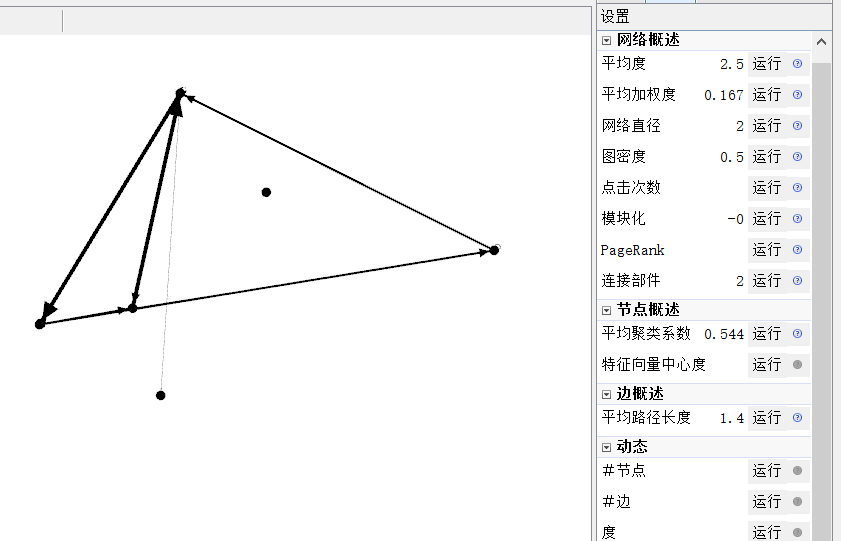 设置
网络概述
平均度 2.5 运行
平均加权度 0.167 运行
网络直径 2 运行
图密度 0.5 运行
点击次数 运行
模块化 -0 运行
PageRank 运行
连接部件 2 运行
节点概述
平均聚类系数 0.544 运行
特征向量中心度 运行
边概述
平均路径长度 1.4 运行
动态
#节点 运行
#边 运行
度 运行